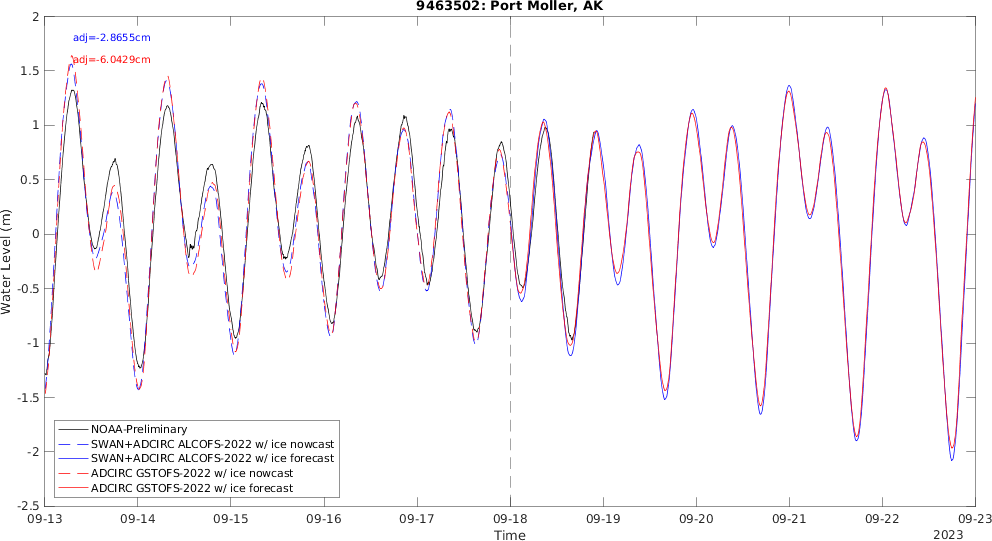 9463502: Port Moller, AK
2
1.5
1
0.5
0
-0.5
-1
-1.5
-2
-2.5
Water Level (m)
adj=-2.8655cm
adj=-6.0429cm
NOAA-Preliminary
SWAN+ADCIRC ALCOFS-2022 w/ ice nowcast
SWAN+ADCIRC ALCOFS-2022 w/ ice forecast
ADCIRC GSTOFS-2022 w/ ice nowcast
ADCIRC GSTOFS-2022 w/ ice forecast
09-13 09-14 09-15 09-16 09-17 09-18 09-19 09-20 09-21 09-22 09-23
Time
2023